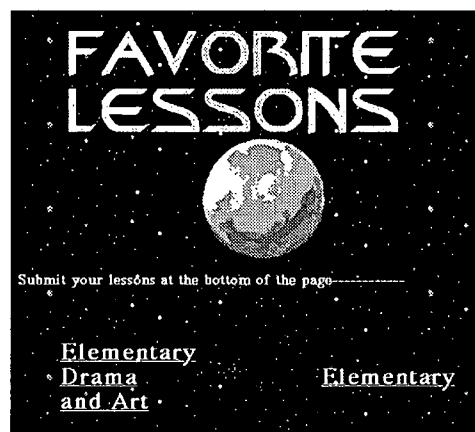 FAVORITE
LESSONS
Submit your lessons at the bottom of the page------------
Elementary
Drama
and Art
Elementary